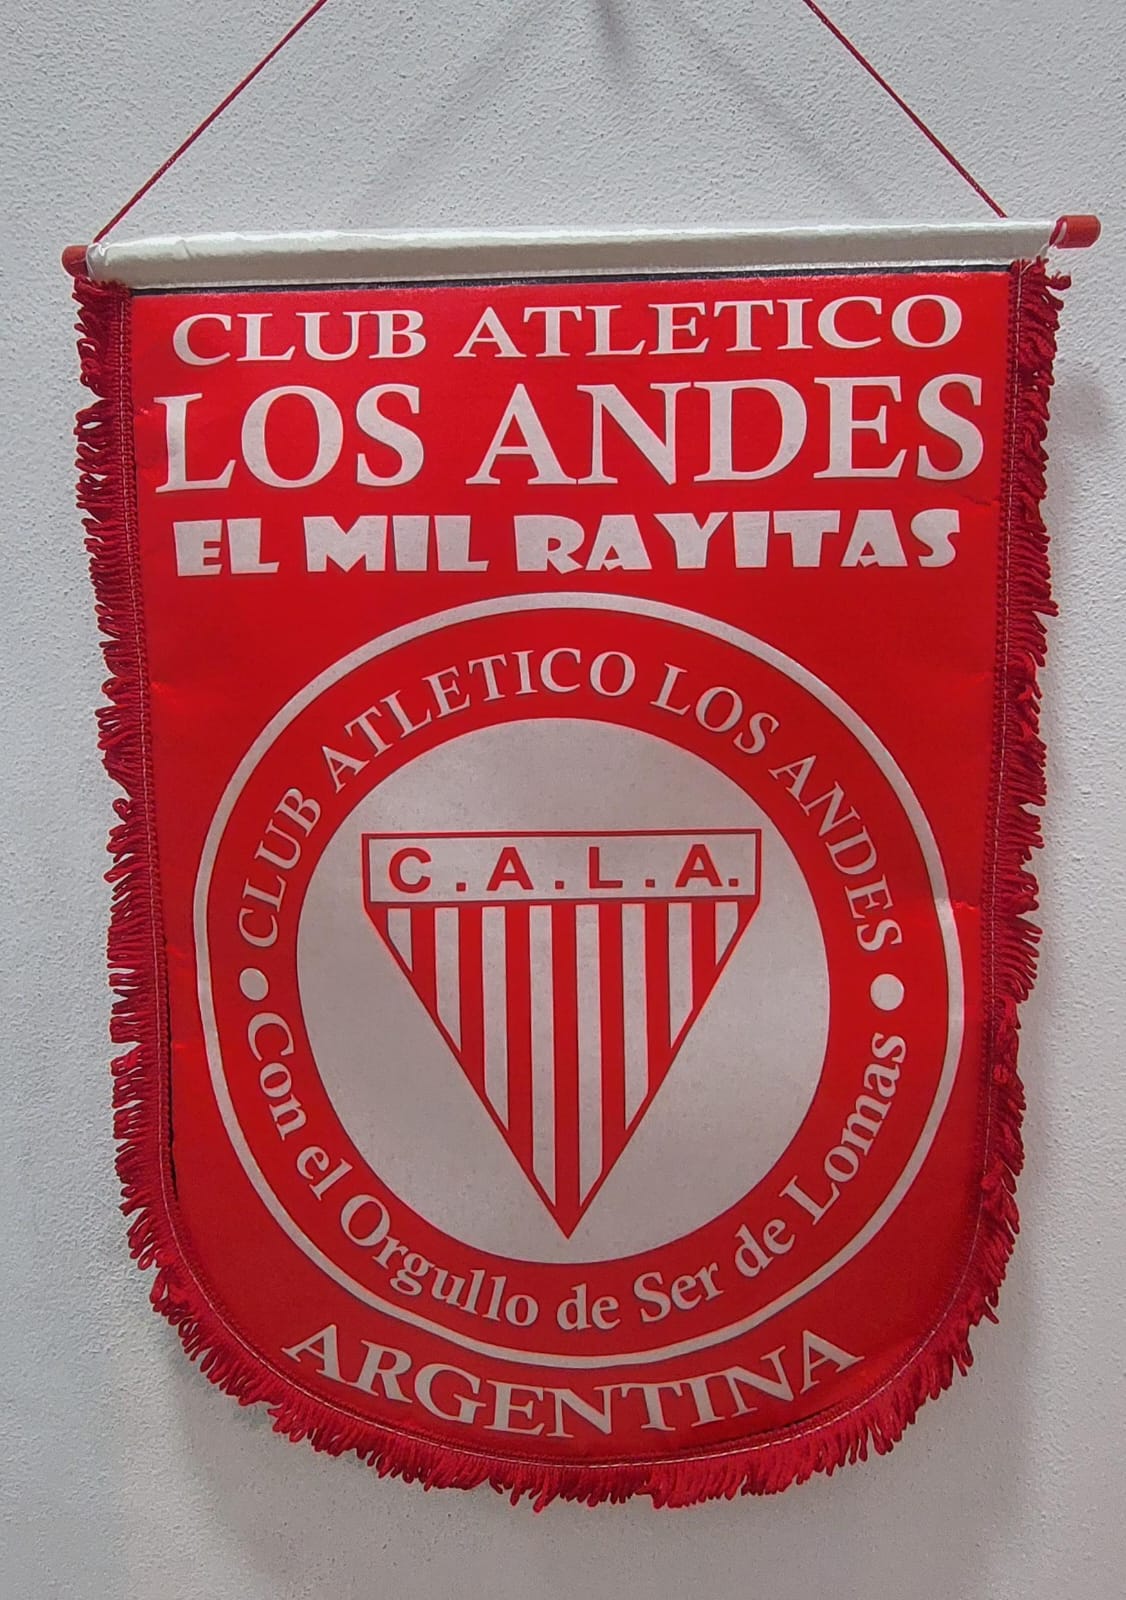 CLUB ATLETICO
LOS ANDES
EL MIL RAYITAS
CLUB ATLETICO LOS ANDES
C.A.L.A.
• Con el Orgullo de Ser de Lomas •
ARGENTINA